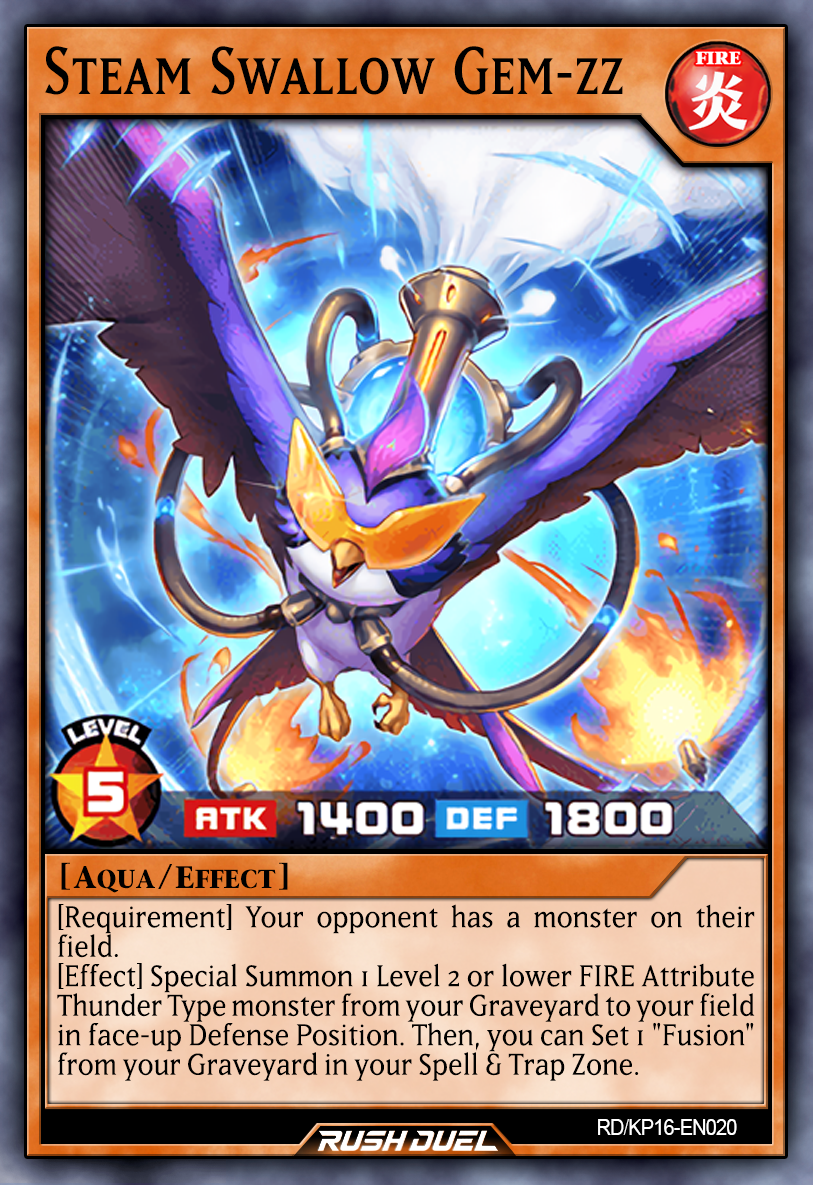 Steam Swallow Gem-zz
FIRE
炎
LEVEL
5
ATK 1400 DEF 1800
[Aqua/Effect]
[Requirement] Your opponent has a monster on their
field.
[Effect] Special Summon 1 Level 2 or lower FIRE Attribute
Thunder Type monster from your Graveyard to your field
in face-up Defense Position. Then, you can Set 1 "Fusion"
from your Graveyard in your Spell & Trap Zone.
RD/KP16-EN020
RUSH DUEL